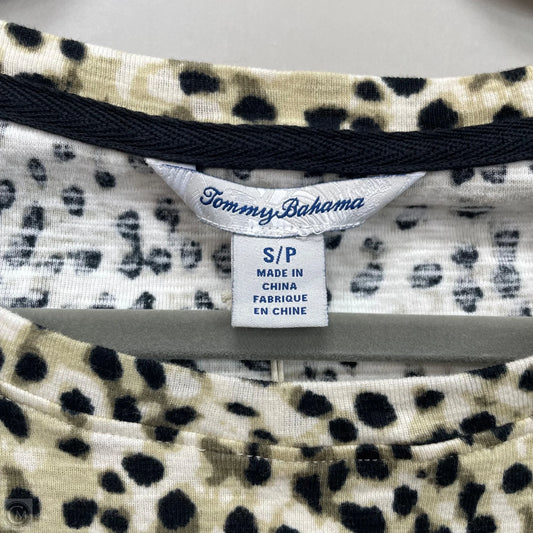 Tommy Bahama
S/P
MADE IN
CHINA
FABRIQUE
EN CHINE